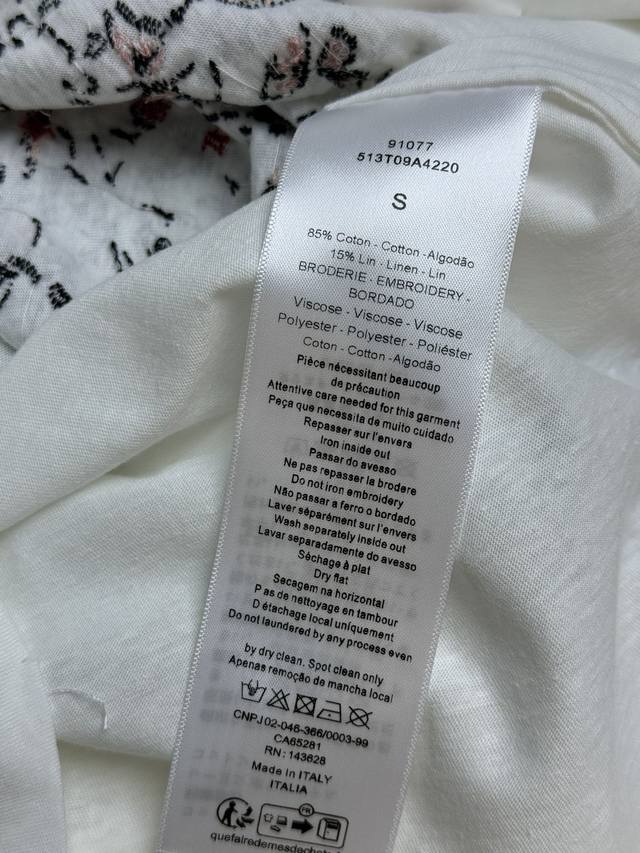 91077
513T09A4220
S
85% Coton - Cotton -Algodão
15% Lin - Linen - Lin
BRODERIE - EMBROIDERY -
BORDADO
Viscose - Viscose - Viscose
Polyester - Polyester - Poliéster
Coton - Cotton -Algodão
Pièce nécessitant beaucoup
de précaution
Attentive care needed for this garment
Peça que necessita de muito cuidado
Repasser sur l'envers
Iron inside out
Passar do avesso
Ne pas repasser la brodere
Do not iron embroidery
Não passar a ferro o bordado
Laver séparément sur l'envers
Wash separately inside out
Lavar separadamente do avesso
Séchage à plat
Dry flat
Secagem na horizontal
Pas de nettoyage en tambour
Détachage local uniquement
Do not laundered by any process even
by dry clean. Spot clean only
Apenas remoção de mancha local
CNPJ 02-046-366/0003-99
CA65281
RN: 143628
Made in ITALY
ITALIA
FR